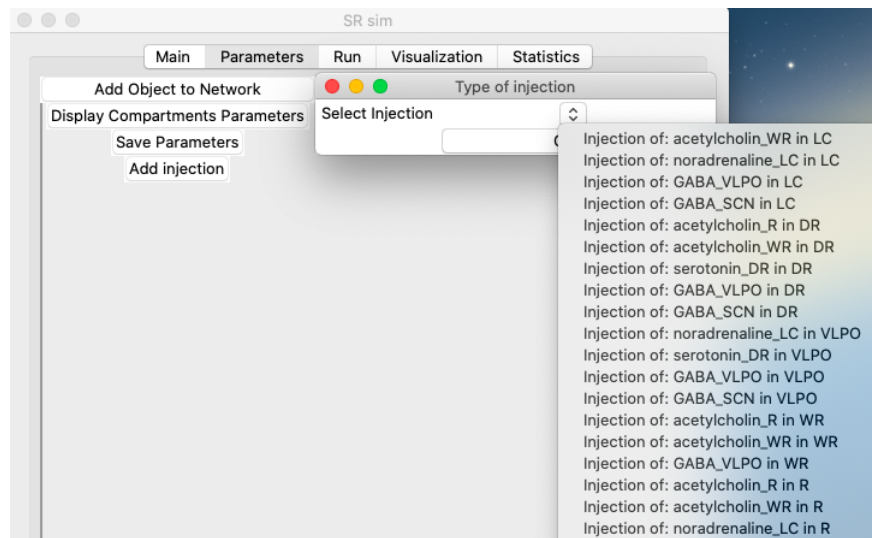 SR sim
Main Parameters Run Visualization Statistics
Add Object to Network
Display Compartments Parameters
Save Parameters
Add injection
Type of injection
Select Injection
Injection of: acetylcholin_WR in LC
Injection of: noradrenaline_LC in LC
Injection of: GABA_VLPO in LC
Injection of: GABA_SCN in LC
Injection of: acetylcholin_R in DR
Injection of: acetylcholin_WR in DR
Injection of: serotonin_DR in DR
Injection of: GABA_VLPO in DR
Injection of: GABA_SCN in DR
Injection of: noradrenaline_LC in VLPO
Injection of: serotonin_DR in VLPO
Injection of: GABA_VLPO in VLPO
Injection of: GABA_SCN in VLPO
Injection of: acetylcholin_R in WR
Injection of: acetylcholin_WR in WR
Injection of: GABA_VLPO in WR
Injection of: acetylcholin_R in R
Injection of: acetylcholin_WR in R
Injection of: noradrenaline_LC in R